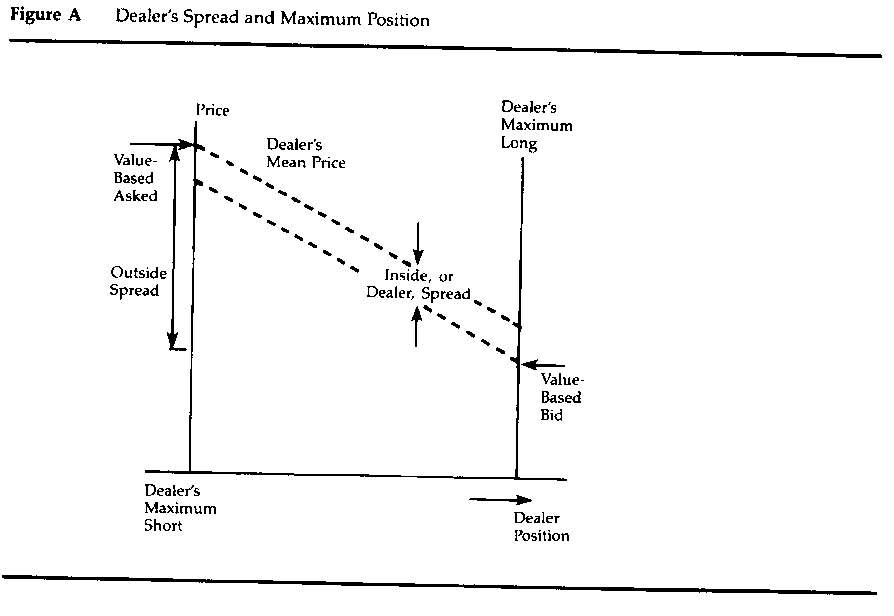 Figure A Dealer's Spread and Maximum Position
Price
Dealer's
Maximum
Long
Dealer's
Mean Price
Value-
Based
Asked
Outside
Spread
Inside, or
Dealer, Spread
Value-
Based
Bid
Dealer's
Maximum
Short
Dealer
Position